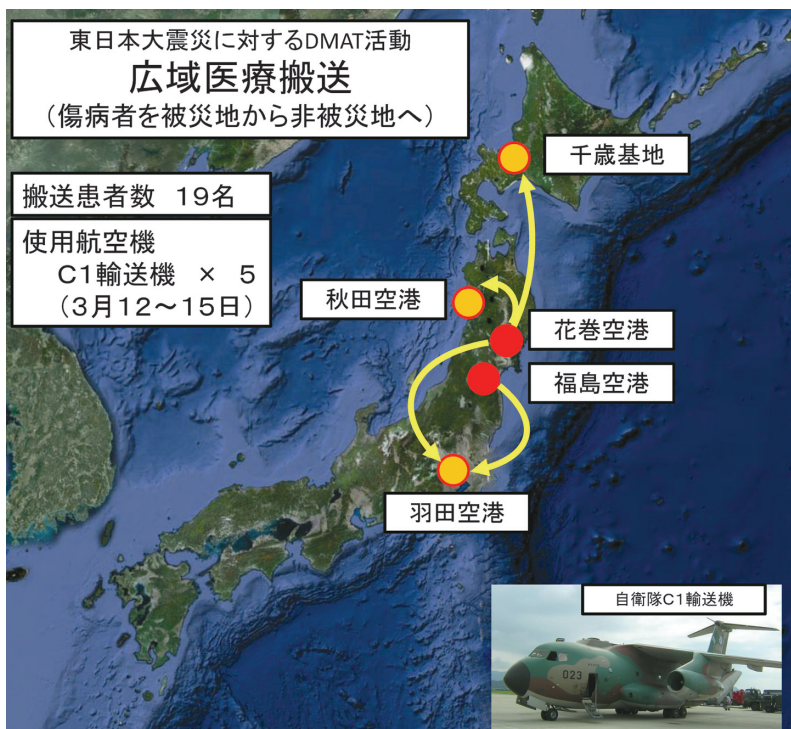 東日本大震災に対するDMAT活動
広域医療搬送
（傷病者を被災地から非被災地へ）
搬送患者数　19名
使用航空機
C1輸送機　×　5
（3月12～15日）
千歳基地
秋田空港
花巻空港
福島空港
羽田空港
自衛隊C1輸送機
023